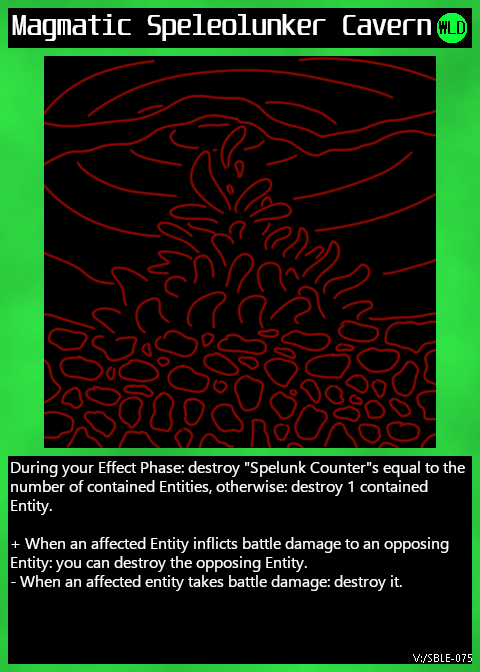 Magmatic Speleolunker Cavern WLD
During your Effect Phase: destroy "Spelunk Counter"s equal to the
number of contained Entities, otherwise: destroy 1 contained
Entity.
+ When an affected Entity inflicts battle damage to an opposing
Entity: you can destroy the opposing Entity.
- When an affected entity takes battle damage: destroy it.
V:/SBLE-075